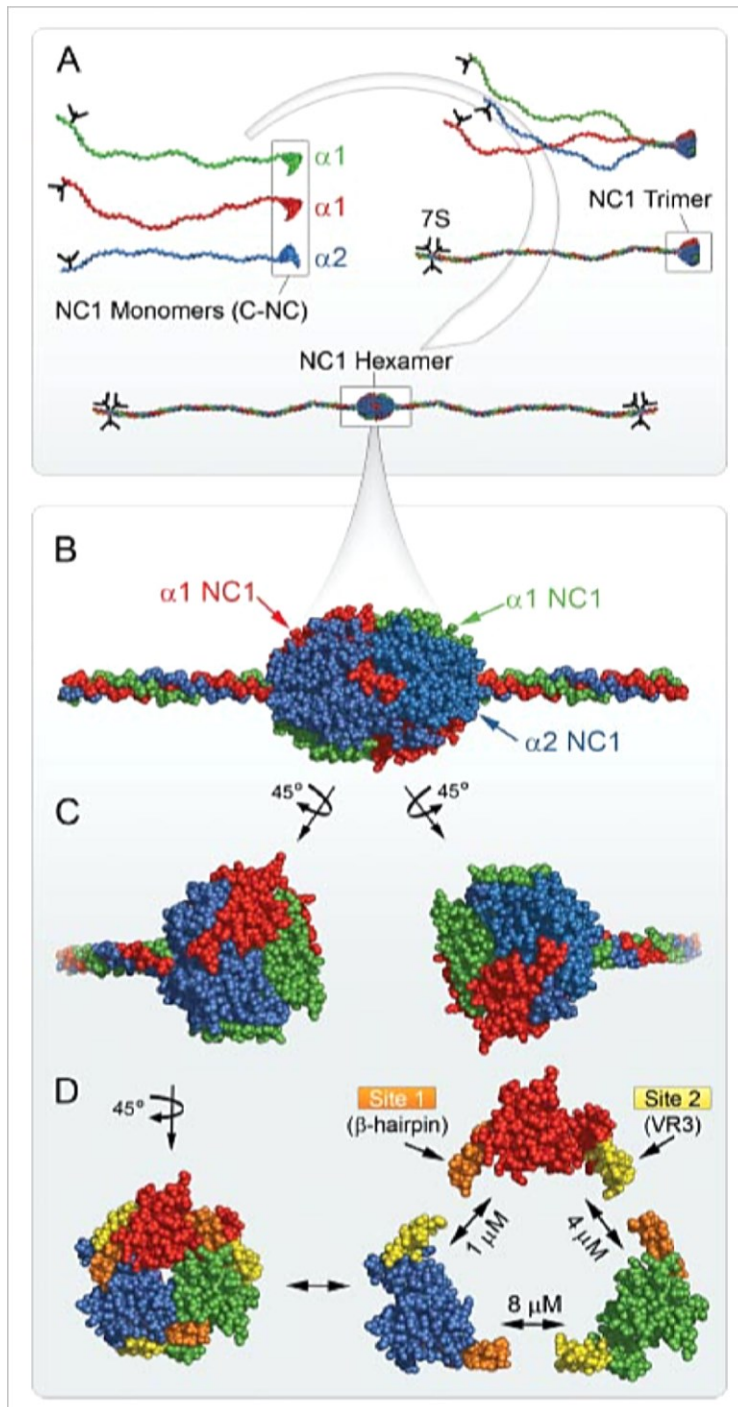 A
α1
α1
α2
NC1 Monomers (C-NC)
7S
NC1 Trimer
NC1 Hexamer
B
α1 NC1
α1 NC1
α2 NC1
45°
45°
C
D
45°
Site 1
(β-hairpin)
Site 2
(VR3)
1 μM
4 μM
8 μM